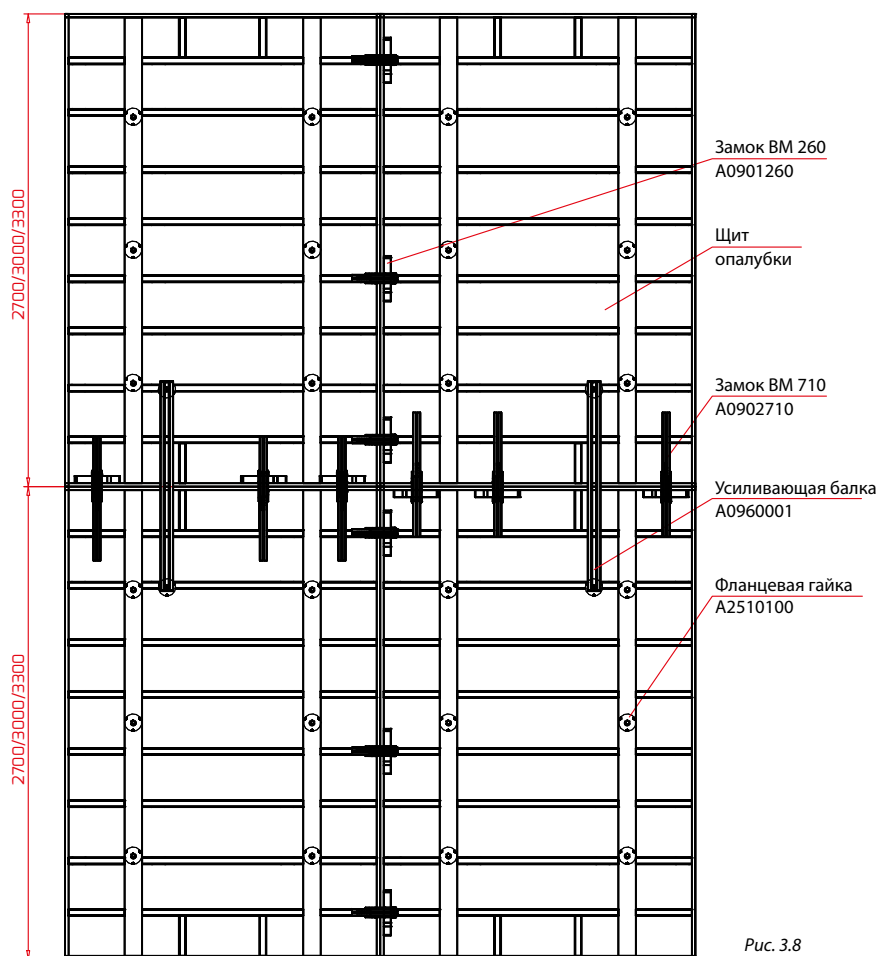 2700/3000/3300
Замок ВМ 260
А0901260
Щит
опалубки
Замок ВМ 710
А0902710
Усиливающая балка
А0960001
Фланцевая гайка
А2510100
2700/3000/3300
Рис. 3.8